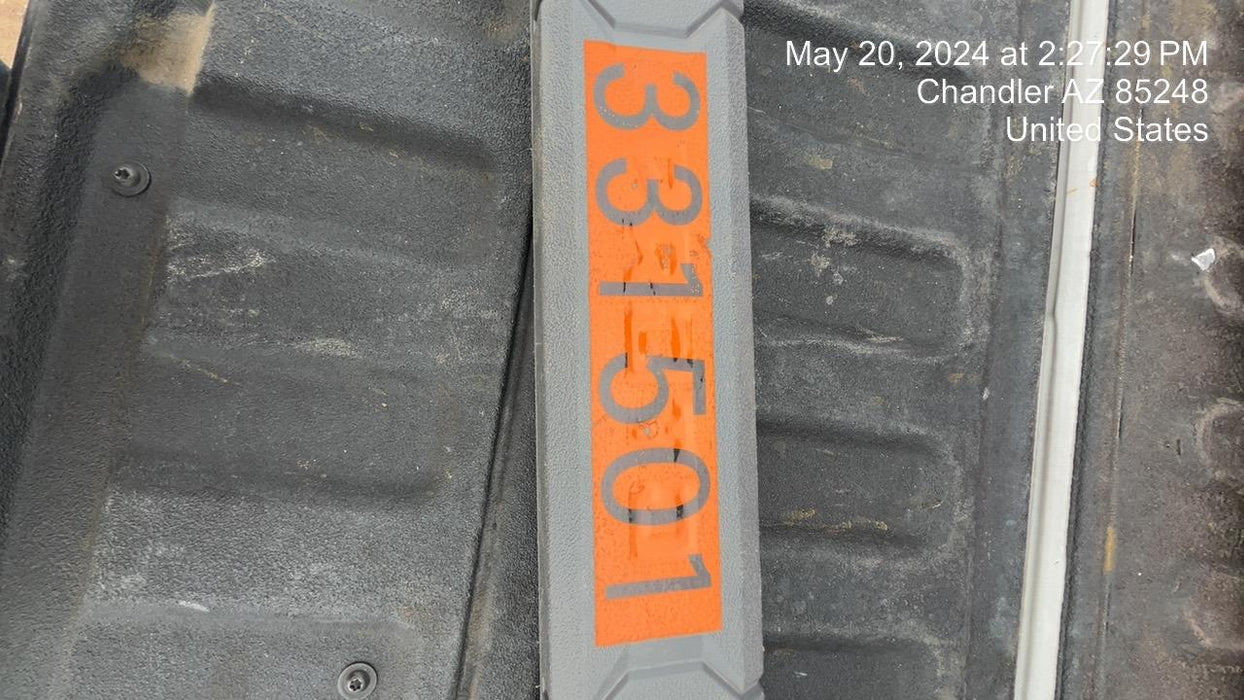 May 20, 2024 at 2:27:29 PM
Chandler AZ 85248
United States
331501